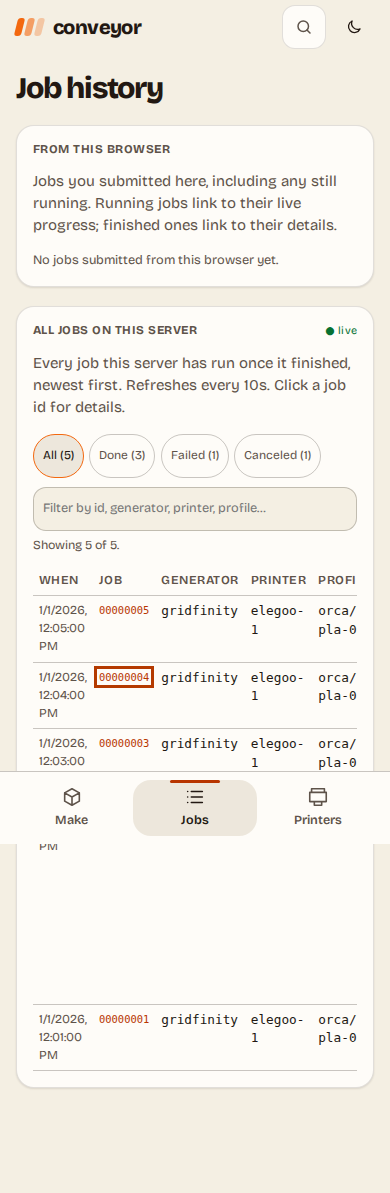 conveyor
Job history
FROM THIS BROWSER
Jobs you submitted here, including any still
running. Running jobs link to their live
progress; finished ones link to their details.
No jobs submitted from this browser yet.
ALL JOBS ON THIS SERVER
live
Every job this server has run once it finished,
newest first. Refreshes every 10s. Click a job
id for details.
All (5) Done (3) Failed (1) Canceled (1)
Filter by id, generator, printer, profile…
Showing 5 of 5.
WHEN JOB GENERATOR PRINTER PROFI
1/1/2026, 00000005 gridfinity elegoo- orca/
12:05:00 1 pla-0
PM
1/1/2026, 00000004 gridfinity elegoo- orca/
12:04:00 1 pla-0
PM
1/1/2026, 00000003 gridfinity elegoo- orca/
12:03:00 1 pla-0
Make Jobs Printers
PM
1/1/2026, 00000001 gridfinity elegoo- orca/
12:01:00 1 pla-0
PM